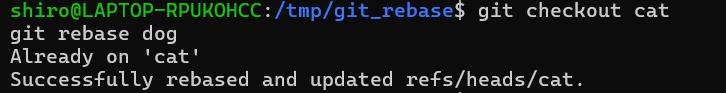 shiro@LAPTOP-RPUKOHCC:/tmp/git_rebase$ git checkout cat
git rebase dog
Already on 'cat'
Successfully rebased and updated refs/heads/cat.